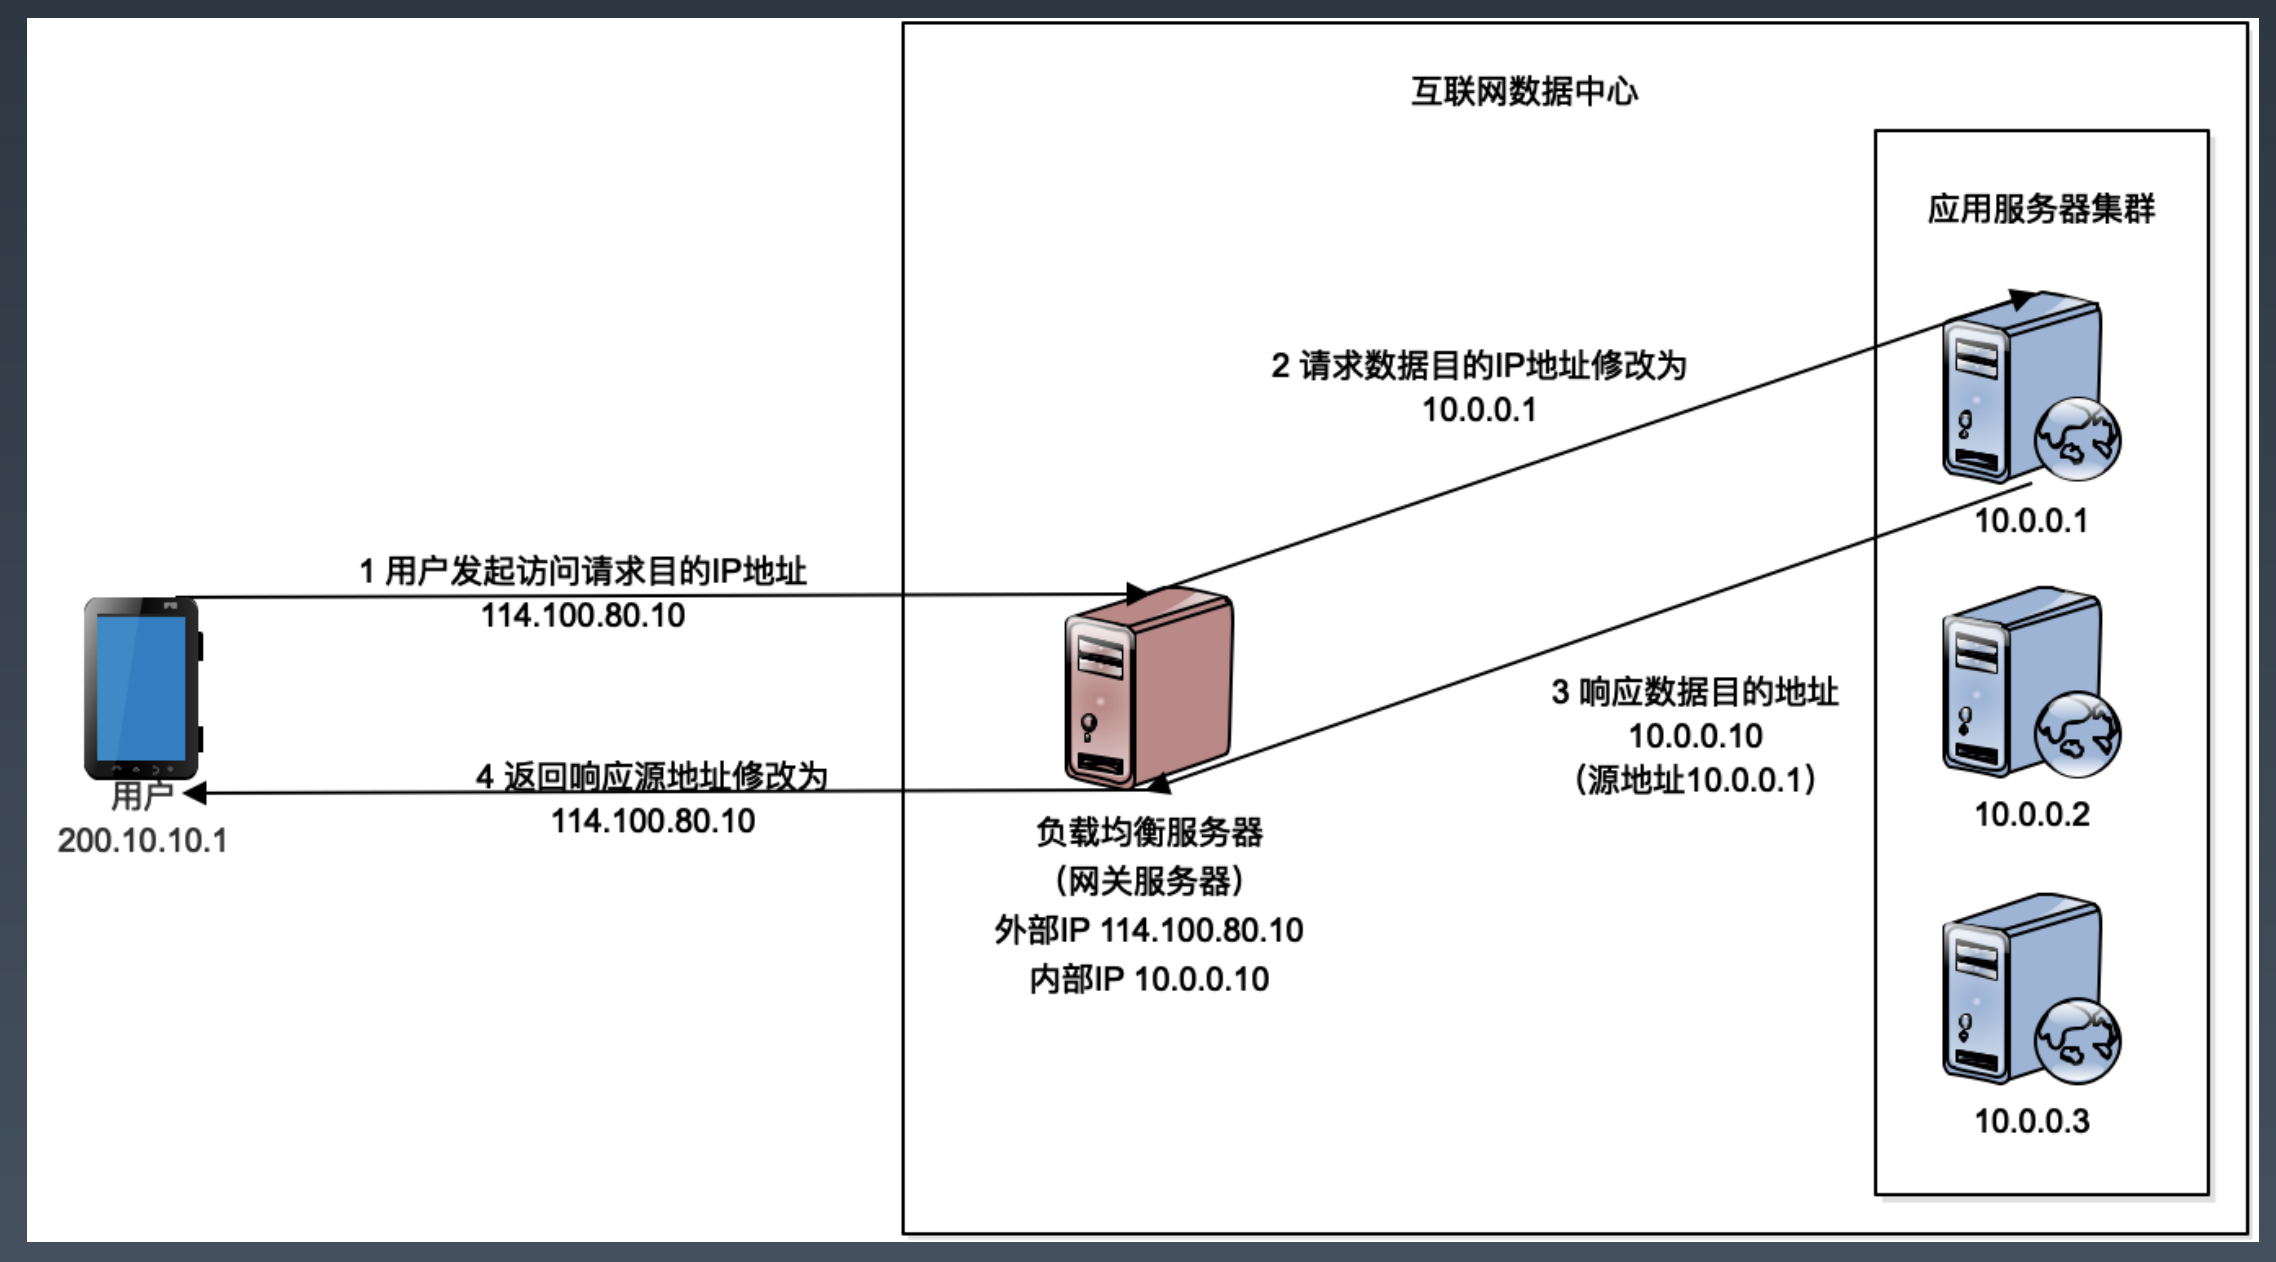 互联网数据中心
应用服务器集群
2 请求数据目的IP地址修改为
10.0.0.1
10.0.0.1
1 用户发起访问请求目的IP地址
114.100.80.10
3 响应数据目的地址
10.0.0.10
（源地址10.0.0.1）
4 返回响应源地址修改为
114.100.80.10
用户
200.10.10.1
负载均衡服务器
（网关服务器）
外部IP 114.100.80.10
内部IP 10.0.0.10
10.0.0.2
10.0.0.3